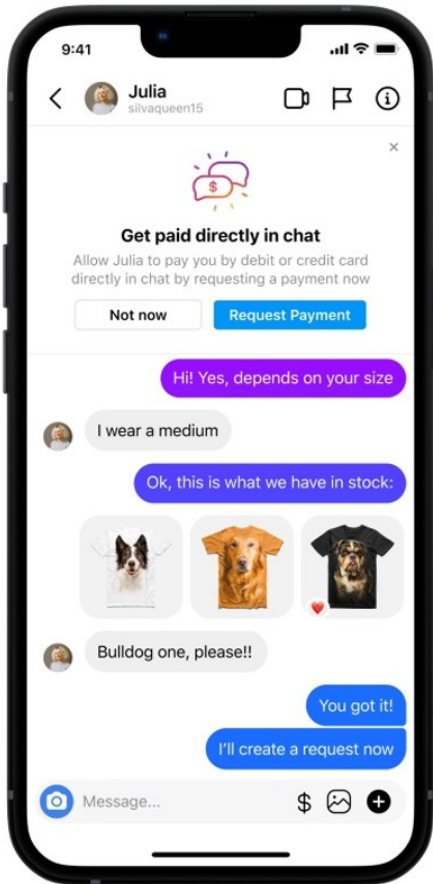 9:41
Julia
silvaqueen15
$
Get paid directly in chat
Allow Julia to pay you by debit or credit card
directly in chat by requesting a payment now
Not now
Request Payment
Hi! Yes, depends on your size
I wear a medium
Ok, this is what we have in stock:
Bulldog one, please!!
You got it!
I'll create a request now
Message...
$